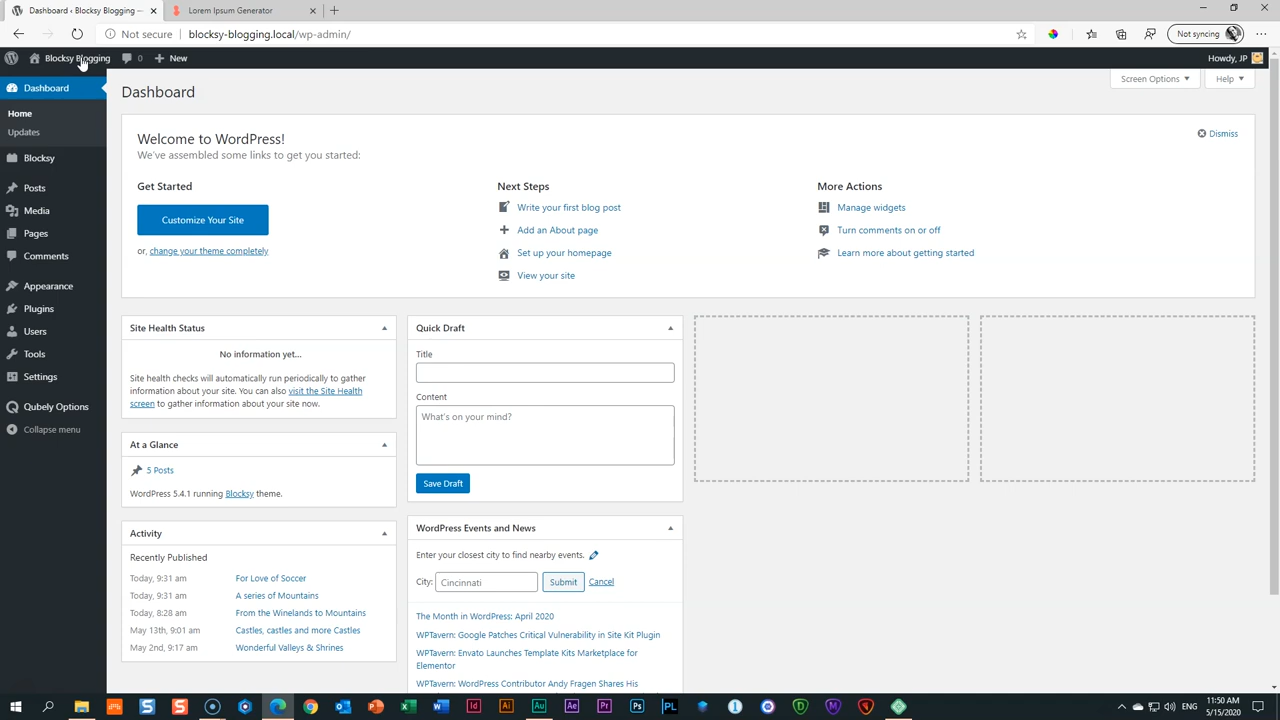 Dashboard ‹ Blocksy Blogging —
Lorem Ipsum Generator
Not secure
blocksy-blogging.local/wp-admin/
Not syncing
Blocksy Blogging
0
New
Howdy, JP
Dashboard
Home
Updates
Blocksy
Posts
Media
Pages
Comments
Appearance
Plugins
Users
Tools
Settings
Qubely Options
Collapse menu
Screen Options
Help
Dashboard
Welcome to WordPress!
We've assembled some links to get you started:
Dismiss
Get Started
Customize Your Site
or, change your theme completely
Next Steps
Write your first blog post
Add an About page
Set up your homepage
View your site
More Actions
Manage widgets
Turn comments on or off
Learn more about getting started
Site Health Status
No information yet...
Site health checks will automatically run periodically to gather
information about your site. You can also visit the Site Health
screen to gather information about your site now.
At a Glance
5 Posts
WordPress 5.4.1 running Blocksy theme.
Activity
Recently Published
Today, 9:31 am For Love of Soccer
Today, 9:31 am A series of Mountains
Today, 8:28 am From the Winelands to Mountains
May 13th, 9:01 am Castles, castles and more Castles
May 2nd, 9:17 am Wonderful Valleys & Shrines
Quick Draft
Title
Content
What's on your mind?
Save Draft
WordPress Events and News
Enter your closest city to find nearby events.
City: Cincinnati Submit Cancel
The Month in WordPress: April 2020
WPTavern: Google Patches Critical Vulnerability in Site Kit Plugin
WPTavern: Envato Launches Template Kits Marketplace for
Elementor
WPTavern: WordPress Contributor Andy Fragen Shares His
Id
Ai
Au
Ae
Pr
Ps
PL
ENG
11:50 AM
5/15/2020